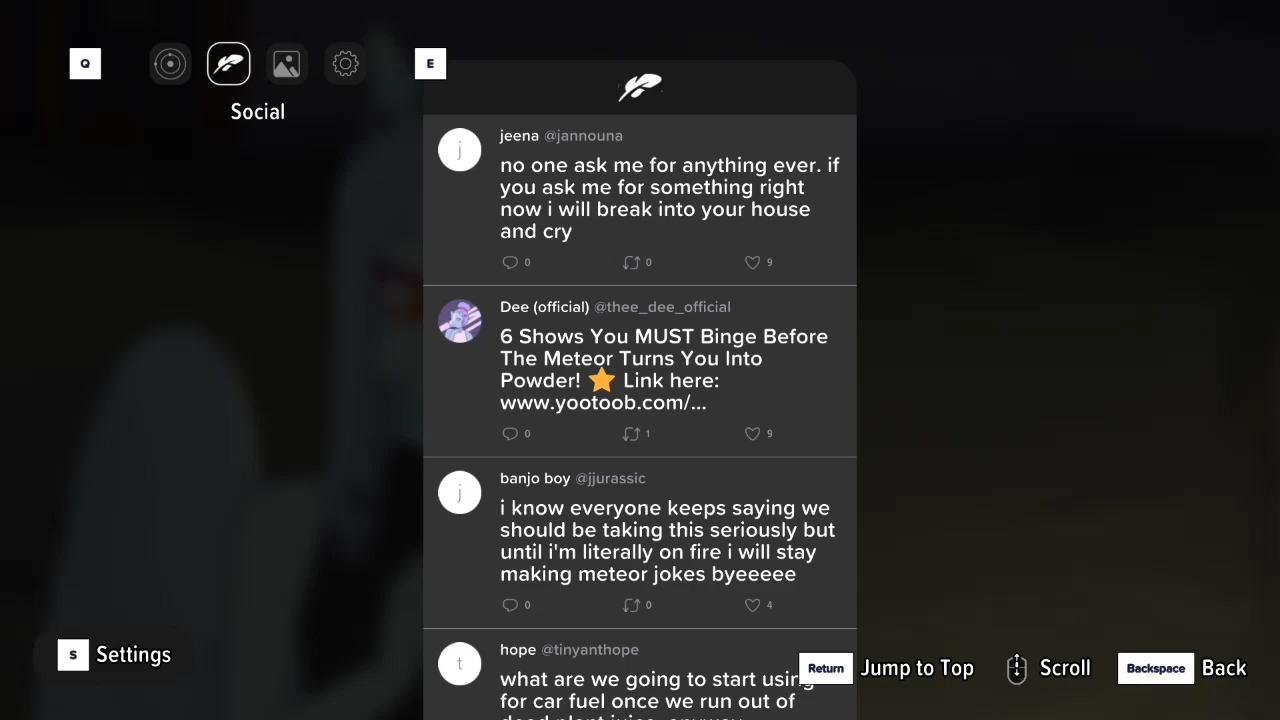 Q
E
Social
jeena @jannouna
no one ask me for anything ever. if
you ask me for something right
now i will break into your house
and cry
0 0 9
Dee (official) @thee_dee_official
6 Shows You MUST Binge Before
The Meteor Turns You Into
Powder! ⭐ Link here:
www.yootoob.com/...
0 1 9
j
banjo boy @jjurassic
i know everyone keeps saying we
should be taking this seriously but
until i'm literally on fire i will stay
making meteor jokes byeeeee
0 0 4
t
hope @tinyanthope
what are we going to start using
for car fuel once we run out of
dead plant juice, anyway
j
S Settings
Return Jump to Top
Scroll
Backspace Back